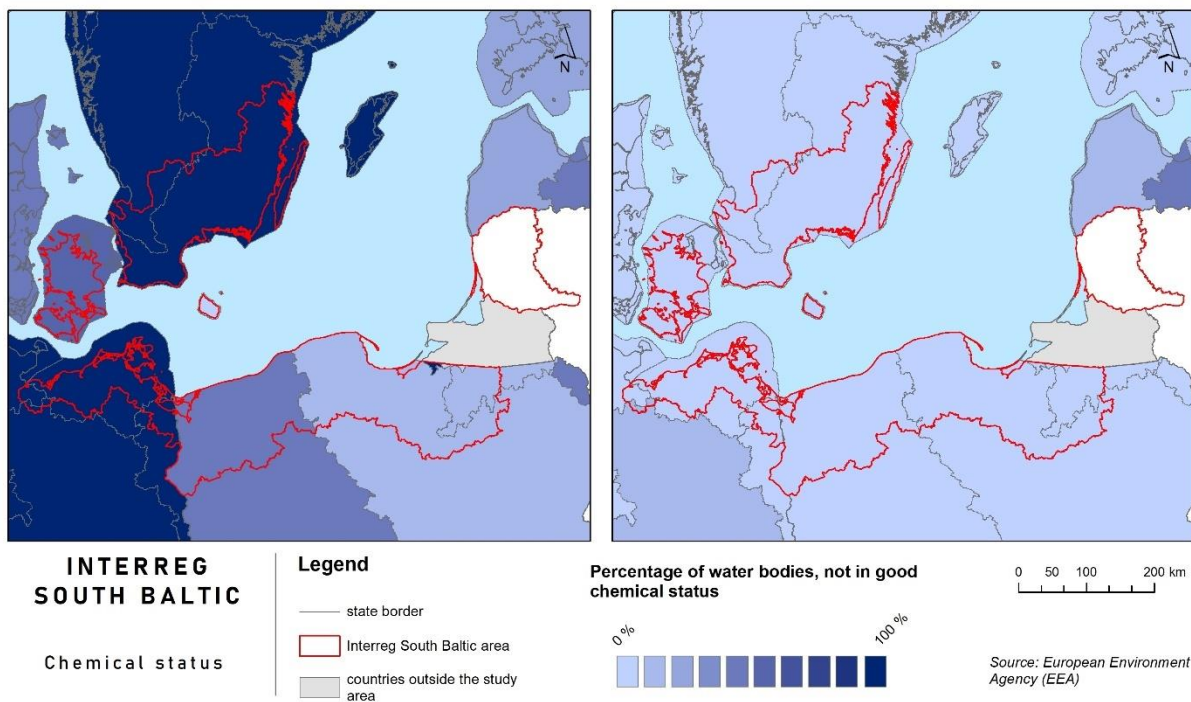 N
N
INTERREG
SOUTH BALTIC
Chemical status
Legend
state border
Interreg South Baltic area
countries outside the study
area
Percentage of water bodies, not in good
chemical status
0 %
100 %
0 50 100 200 km
Source: European Environment
Agency (EEA)